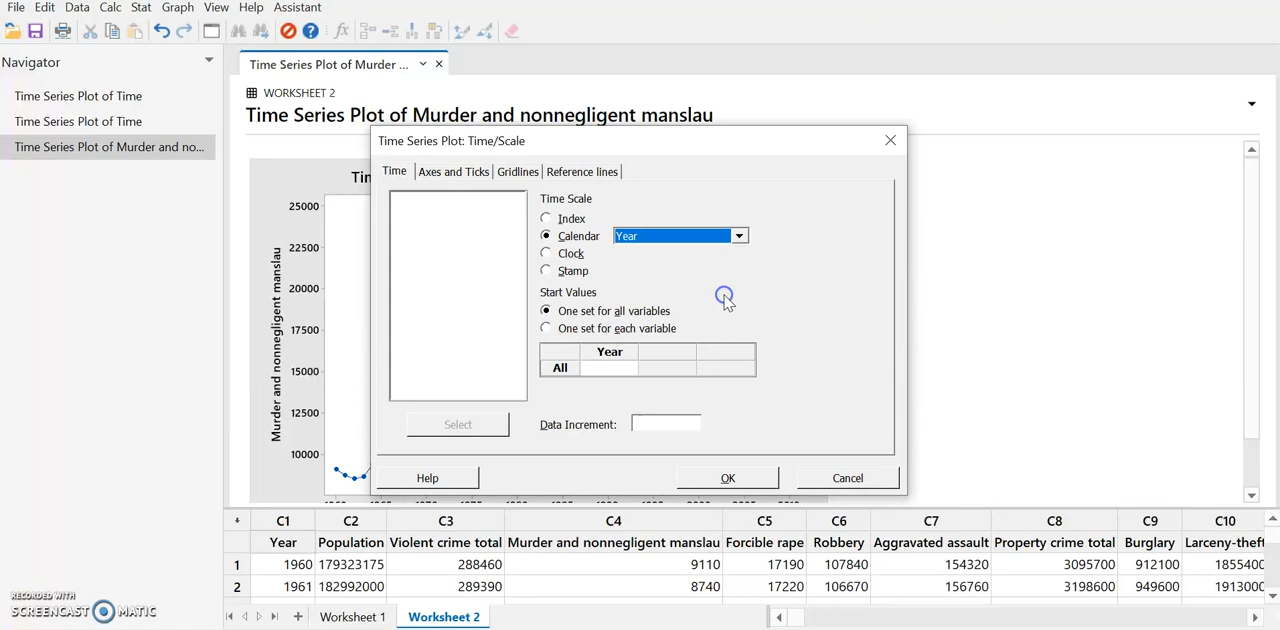 File Edit Data Calc Stat Graph View Help Assistant
fx
Navigator
Time Series Plot of Murder ...
WORKSHEET 2
Time Series Plot of Time
Time Series Plot of Time
Time Series Plot of Murder and no...
Time Series Plot of Murder and nonnegligent manslau
Time Series Plot: Time/Scale
Time Axes and Ticks Gridlines Reference lines
Time Scale
Index
Calendar Year
Clock
Stamp
Start Values
One set for all variables
One set for each variable
Year
All
Select Data Increment:
Help OK Cancel
Murder and nonnegligent manslau
25000
22500
20000
17500
15000
12500
10000
C1 C2 C3 C4 C5 C6 C7 C8 C9 C10
Year Population Violent crime total Murder and nonnegligent manslau Forcible rape Robbery Aggravated assault Property crime total Burglary Larceny-theft
1 1960 179323175 288460 9110 17190 107840 154320 3095700 912100 1855400
2 1961 182992000 289390 8740 17220 106670 156760 3198600 949600 1913000
Worksheet 1 Worksheet 2
RECORDED WITH
SCREENCAST MATIC